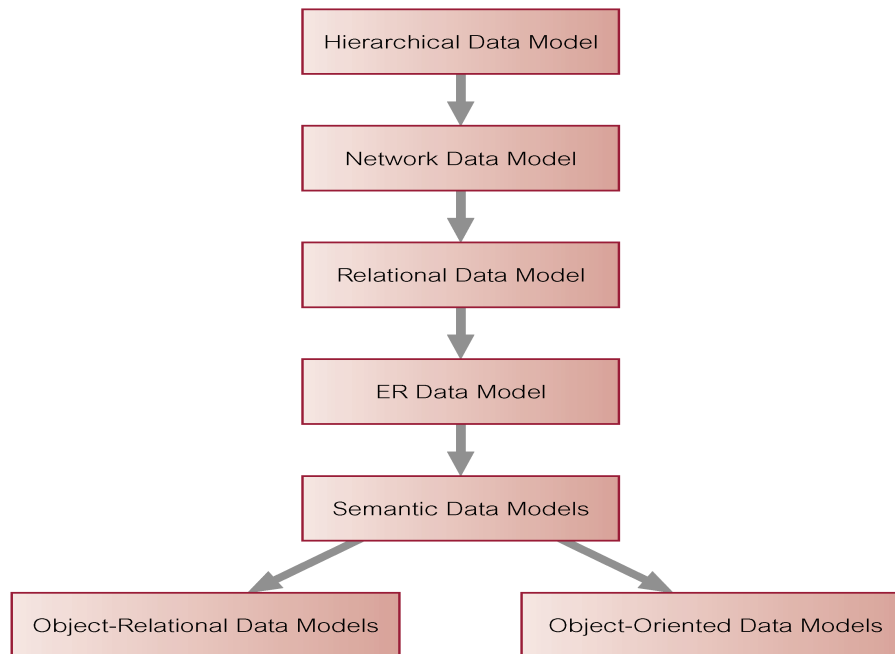 Hierarchical Data Model
Network Data Model
Relational Data Model
ER Data Model
Semantic Data Models
Object-Relational Data Models
Object-Oriented Data Models